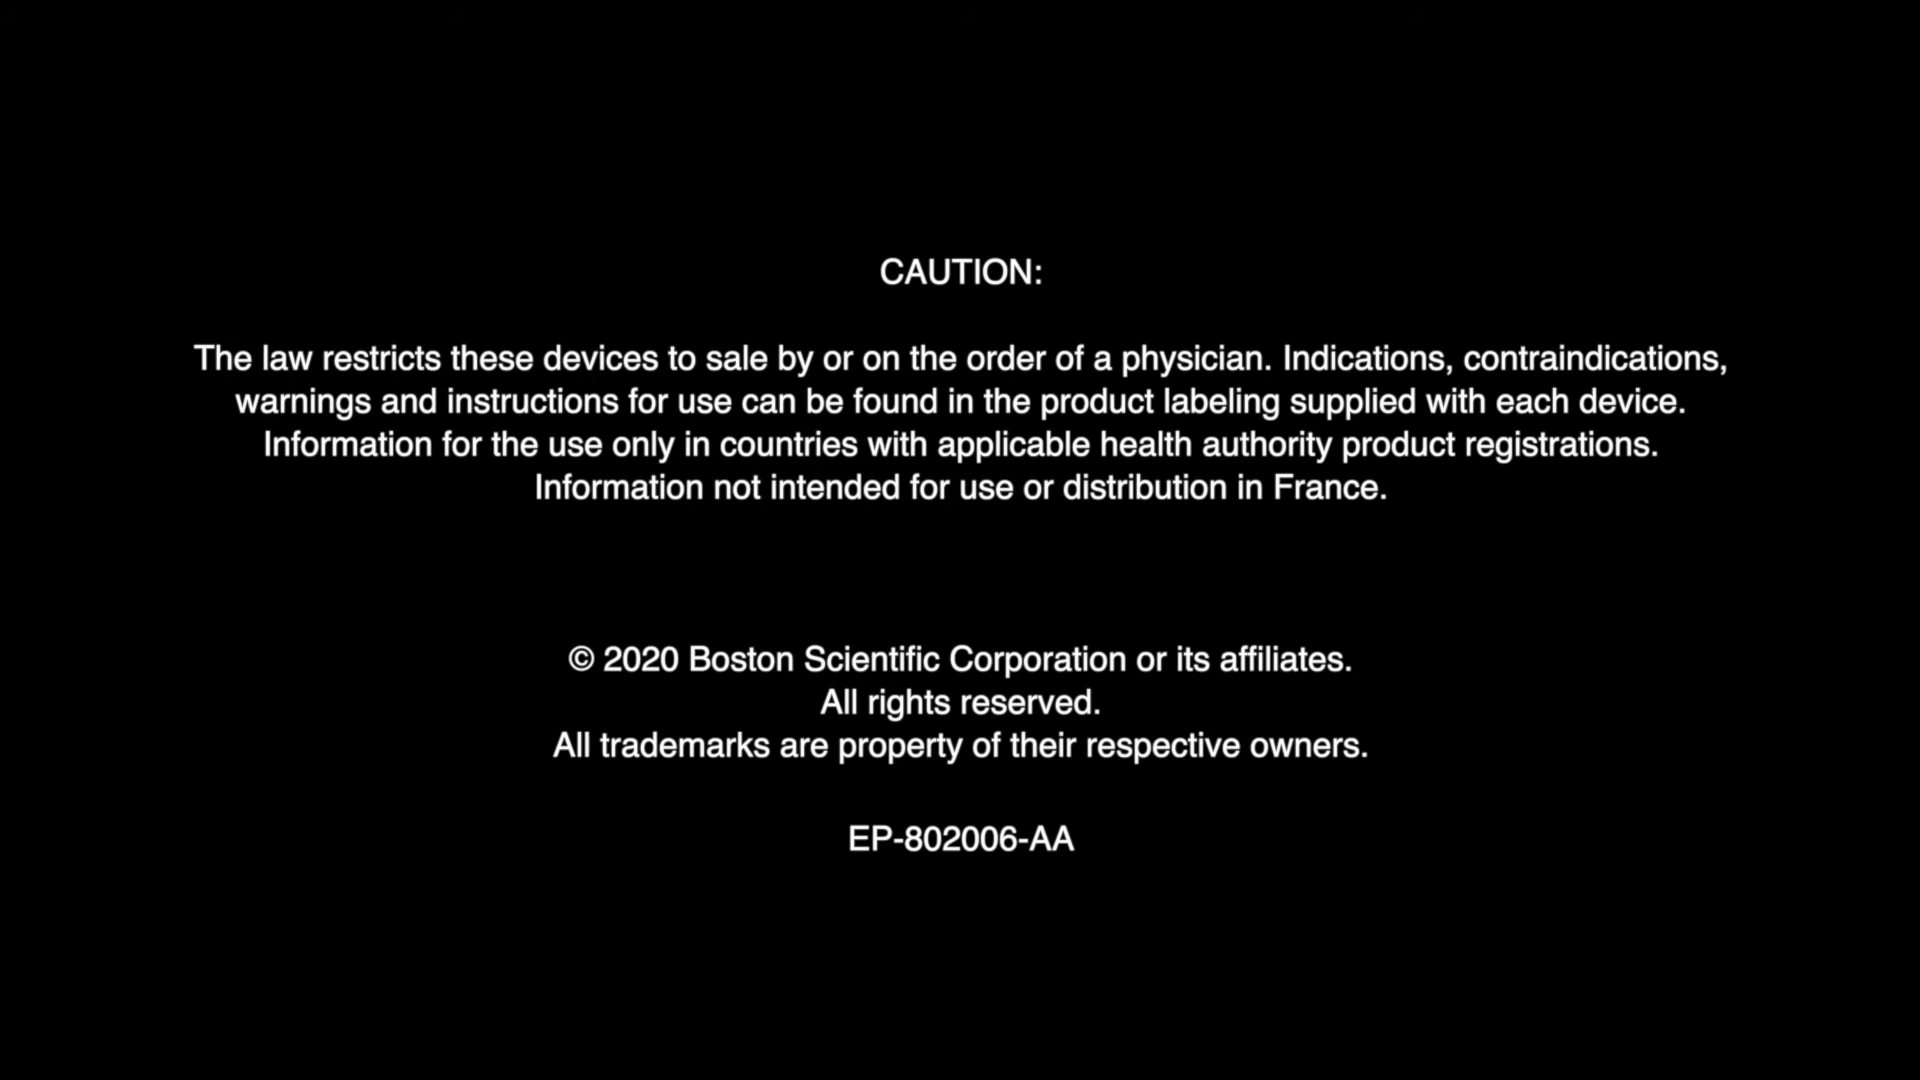 CAUTION:
The law restricts these devices to sale by or on the order of a physician. Indications, contraindications,
warnings and instructions for use can be found in the product labeling supplied with each device.
Information for the use only in countries with applicable health authority product registrations.
Information not intended for use or distribution in France.
© 2020 Boston Scientific Corporation or its affiliates.
All rights reserved.
All trademarks are property of their respective owners.
EP-802006-AA